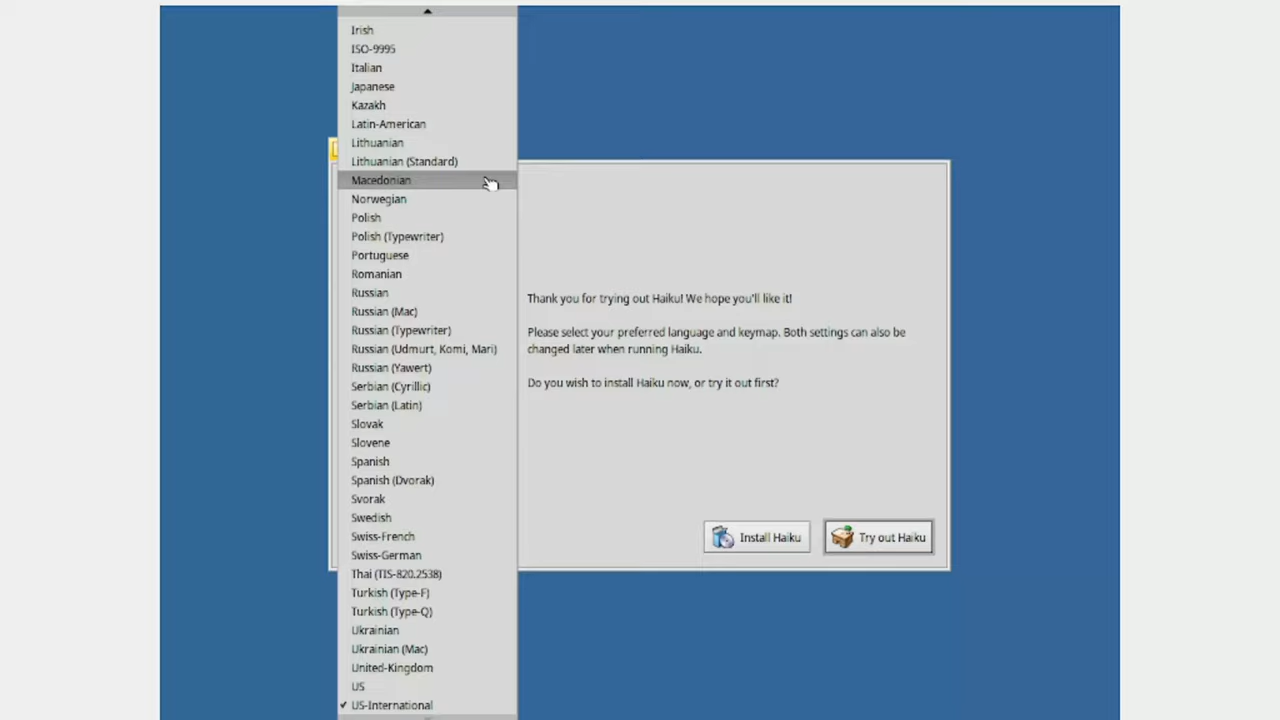 Irish
ISO-9995
Italian
Japanese
Kazakh
Latin-American
Lithuanian
Lithuanian (Standard)
Macedonian
Norwegian
Polish
Polish (Typewriter)
Portuguese
Romanian
Russian
Russian (Mac)
Russian (Typewriter)
Russian (Udmurt, Komi, Mari)
Russian (Yawert)
Serbian (Cyrillic)
Serbian (Latin)
Slovak
Slovene
Spanish
Spanish (Dvorak)
Svorak
Swedish
Swiss-French
Swiss-German
Thai (TIS-820.2538)
Turkish (Type-F)
Turkish (Type-Q)
Ukrainian
Ukrainian (Mac)
United-Kingdom
US
US-International
Thank you for trying out Haiku! We hope you'll like it!
Please select your preferred language and keymap. Both settings can also be
changed later when running Haiku.
Do you wish to install Haiku now, or try it out first?
Install Haiku
Try out Haiku